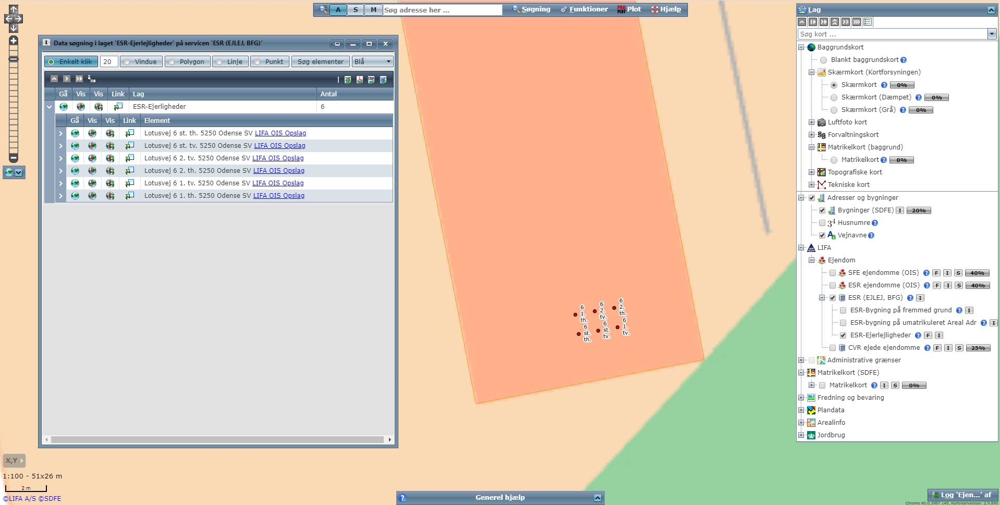 A S M Søg adresse her ... Søgning Funktioner PRO PLOT Plot Hjælp
Data søgning i laget `ESR-Ejerlejligheder´ på servicen `ESR (EJLEJ, BFG)´
Enkelt klik 20 Vindue Polygon Linje Punkt Søg elementer Blå
Gå Vis Vis Link Lag Antal
ESR-Ejerligheder 6
Gå Vis Vis Link Element
Lotusvej 6 st. th. 5250 Odense SV LIFA OIS Opslag
Lotusvej 6 st. tv. 5250 Odense SV LIFA OIS Opslag
Lotusvej 6 2. tv. 5250 Odense SV LIFA OIS Opslag
Lotusvej 6 2. th. 5250 Odense SV LIFA OIS Opslag
Lotusvej 6 1. tv. 5250 Odense SV LIFA OIS Opslag
Lotusvej 6 1. th. 5250 Odense SV LIFA OIS Opslag
6
1.
th.
6
2.
tv.
6
2.
th.
6
st.
th.
6
st.
tv.
6
1.
tv.
Lag
Søg kort ...
Baggrundskort
Blankt baggrundskort
Skærmkort (Kortforsyningen)
Skærmkort 0%
Skærmkort (Dæmpet) 0%
Skærmkort (Grå) 0%
Luftfoto kort
§§ Forvaltningskort
Matrikelkort (baggrund)
Matrikelkort 0%
Topografiske kort
Tekniske kort
Adresser og bygninger
Bygninger (SDFE) I 20%
34 Husnumre
Aa Vejnavne
LIFA
Ejendom
SFE ejendomme (OIS) F I S 40%
ESR ejendomme (OIS) F I S 40%
ESR (EJLEJ, BFG) I
ESR-Bygning på fremmed grund I
ESR-bygning på umatrikuleret Areal Adr I
ESR-Ejerlejligheder F I
CVR ejede ejendomme F I S 25%
Administrative grænser
Matrikelkort (SDFE)
Matrikelkort I S 0%
Fredning og bevaring
Plandata
Arealinfo
Jordbrug
X,Y
1:100 - 51x26 m
2 m
©LIFA A/S ©SDFE
Generel hjælp
Log 'Ejen...' af
Chrome 80.0.3987.149, Kortviserversion: 2.9.890